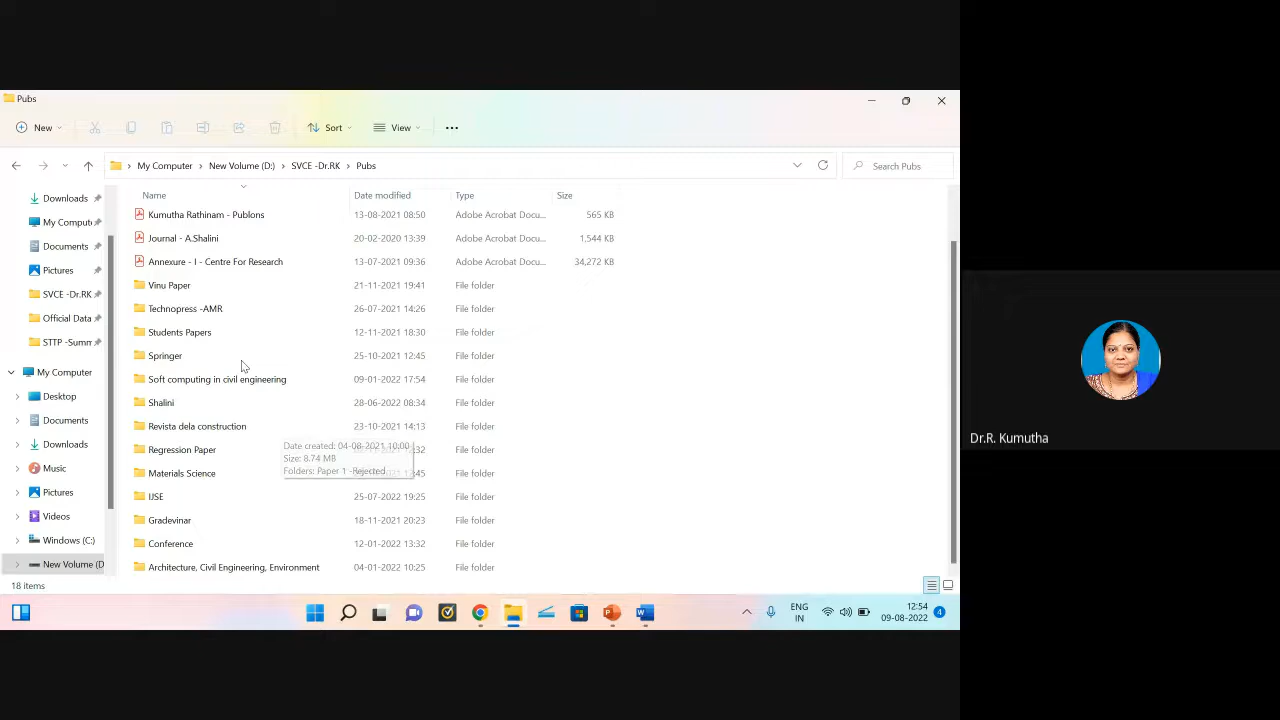 Pubs
New
Sort
View
My Computer > New Volume (D:) > SVCE -Dr.RK > Pubs
Search Pubs
Name Date modified Type Size
Downloads
My Comput
Documents
Pictures
SVCE -Dr.RK
Official Data
STTP -Summ
My Computer
Desktop
Documents
Downloads
Music
Pictures
Videos
Windows (C:)
New Volume (D
Kumutha Rathinam - Publons 13-08-2021 08:50 Adobe Acrobat Docu... 565 KB
Journal - A.Shalini 20-02-2020 13:39 Adobe Acrobat Docu... 1,544 KB
Annexure - I - Centre For Research 13-07-2021 09:36 Adobe Acrobat Docu... 34,272 KB
Vinu Paper 21-11-2021 19:41 File folder
Technopress -AMR 26-07-2021 14:26 File folder
Students Papers 12-11-2021 18:30 File folder
Springer 25-10-2021 12:45 File folder
Soft computing in civil engineering 09-01-2022 17:54 File folder
Shalini 28-06-2022 08:34 File folder
Revista dela construction 23-10-2021 14:13 File folder
Date created: 04-08-2021 10:00
Regression Paper :32 File folder
Size: 8.74 MB
Folders: Paper 1 -Rejected
Materials Science :45 File folder
IJSE 25-07-2022 19:25 File folder
Gradevinar 18-11-2021 20:23 File folder
Conference 12-01-2022 13:32 File folder
Architecture, Civil Engineering, Environment 04-01-2022 10:25 File folder
18 items
ENG
IN
12:54
09-08-2022
4
Dr.R. Kumutha